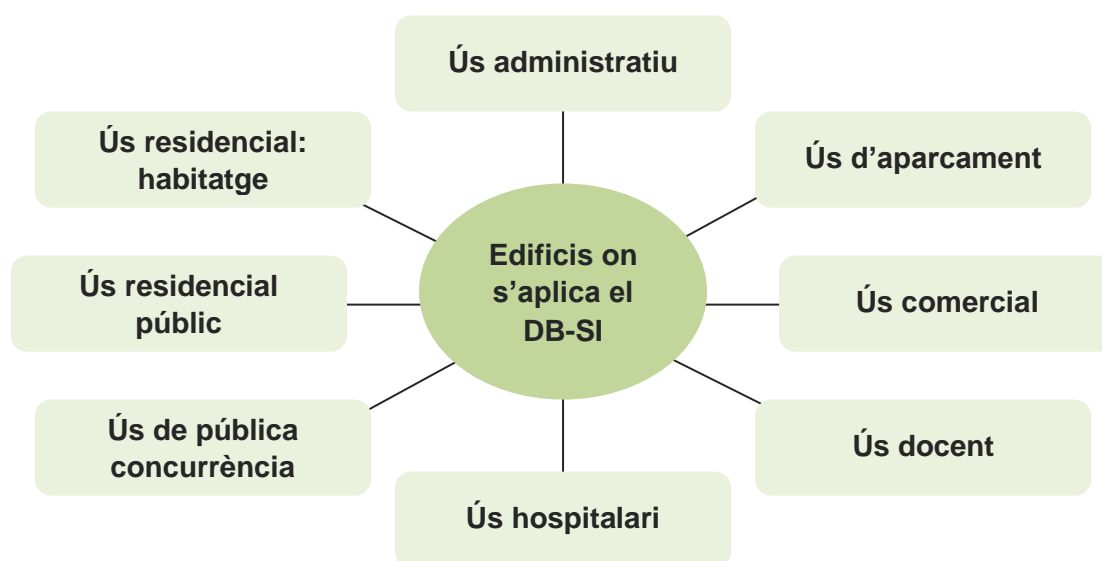 Ús administratiu
Ús residencial:
habitatge
Ús d’aparcament
Edificis on
s’aplica el
DB-SI
Ús residencial
públic
Ús comercial
Ús de pública
concurrència
Ús docent
Ús hospitalari